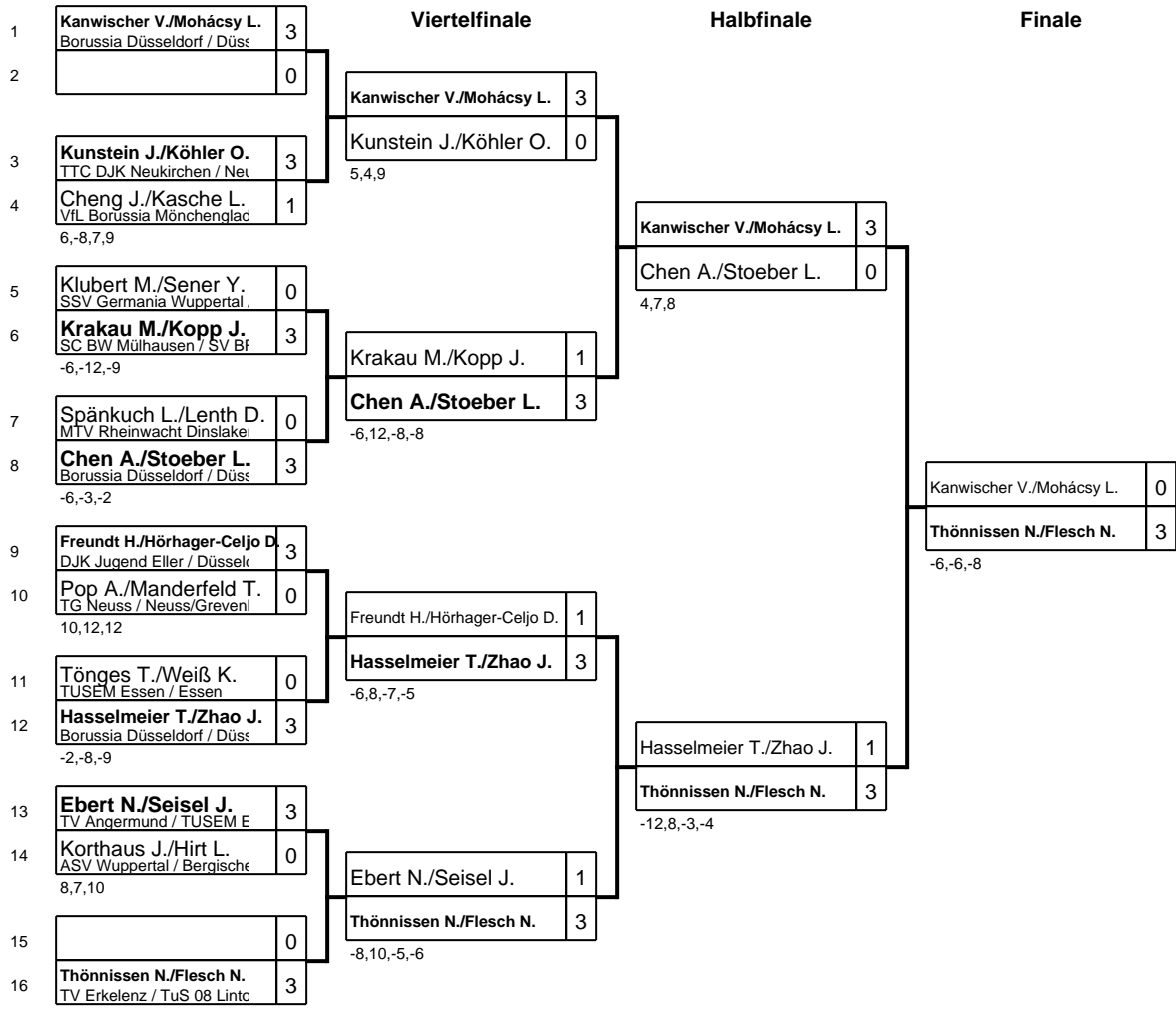 Viertelfinale
Halbfinale
Finale
1
Kanwischer V./Mohácsy L.
3
Borussia Düsseldorf / Düss
2
0
3
Kunstein J./Köhler O.
3
TTC DJK Neukirchen / Neu
4
Cheng J./Kasche L.
1
VfL Borussia Mönchenglad
6,-8,7,9
5
Klubert M./Sener Y.
0
SSV Germania Wuppertal
6
Krakau M./Kopp J.
3
SC BW Mülhausen / SV
-6,-12,-9
7
Spänkuch L./Lenth D.
0
MTV Rheinwacht Dinslake
8
Chen A./Stoeber L.
3
Borussia Düsseldorf / Düss
-6,-3,-2
9
Freundt H./Hörhager-Celjo D.
3
DJK Jugend Eller / Düsseld
10
Pop A./Manderfeld T.
0
TG Neuss / Neuss/Greven
10,12,12
11
Tönges T./Weiß K.
0
TUSEM Essen / Essen
12
Hasselmeier T./Zhao J.
3
Borussia Düsseldorf / Düss
-2,-8,-9
13
Ebert N./Seisel J.
3
TV Angermund / TUSEM E
14
Korthaus J./Hirt L.
0
ASV Wuppertal / Bergische
8,7,10
15
0
16
Thönnissen N./Flesch N.
3
TV Erkelenz / TuS 08 Linto
Kanwischer V./Mohácsy L.
3
Kunstein J./Köhler O.
0
5,4,9
Krakau M./Kopp J.
1
Chen A./Stoeber L.
3
-6,12,-8,-8
Freundt H./Hörhager-Celjo D.
1
Hasselmeier T./Zhao J.
3
-6,8,-7,-5
Ebert N./Seisel J.
1
Thönnissen N./Flesch N.
3
-8,10,-5,-6
Kanwischer V./Mohácsy L.
3
Chen A./Stoeber L.
0
4,7,8
Hasselmeier T./Zhao J.
1
Thönnissen N./Flesch N.
3
-12,8,-3,-4
Kanwischer V./Mohácsy L.
0
Thönnissen N./Flesch N.
3
-6,-6,-8